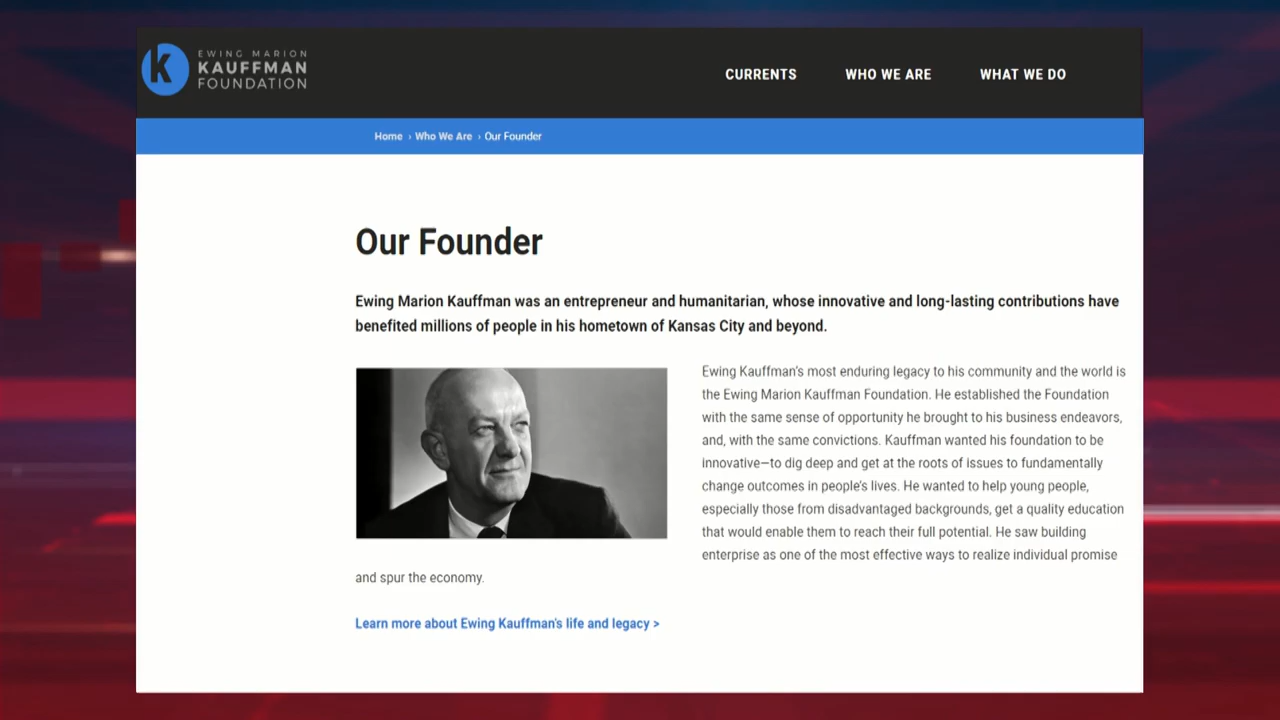 EWING MARION
KAUFFMAN
FOUNDATION
CURRENTS
WHO WE ARE
WHAT WE DO
Home › Who We Are › Our Founder
Our Founder
Ewing Marion Kauffman was an entrepreneur and humanitarian, whose innovative and long-lasting contributions have
benefited millions of people in his hometown of Kansas City and beyond.
Ewing Kauffman's most enduring legacy to his community and the world is
the Ewing Marion Kauffman Foundation. He established the Foundation
with the same sense of opportunity he brought to his business endeavors,
and, with the same convictions. Kauffman wanted his foundation to be
innovative—to dig deep and get at the roots of issues to fundamentally
change outcomes in people's lives. He wanted to help young people,
especially those from disadvantaged backgrounds, get a quality education
that would enable them to reach their full potential. He saw building
enterprise as one of the most effective ways to realize individual promise
and spur the economy.
Learn more about Ewing Kauffman's life and legacy >